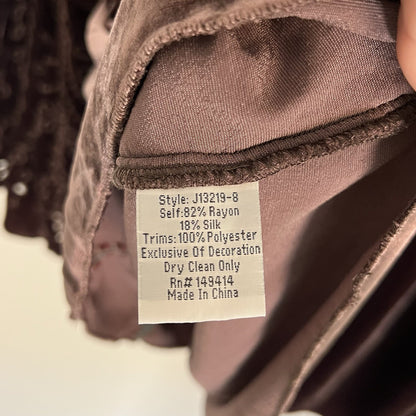 Style: J13219-8
Self:82% Rayon
18% Silk
Trims:100% Polyester
Exclusive Of Decoration
Dry Clean Only
Rn# 149414
Made In China